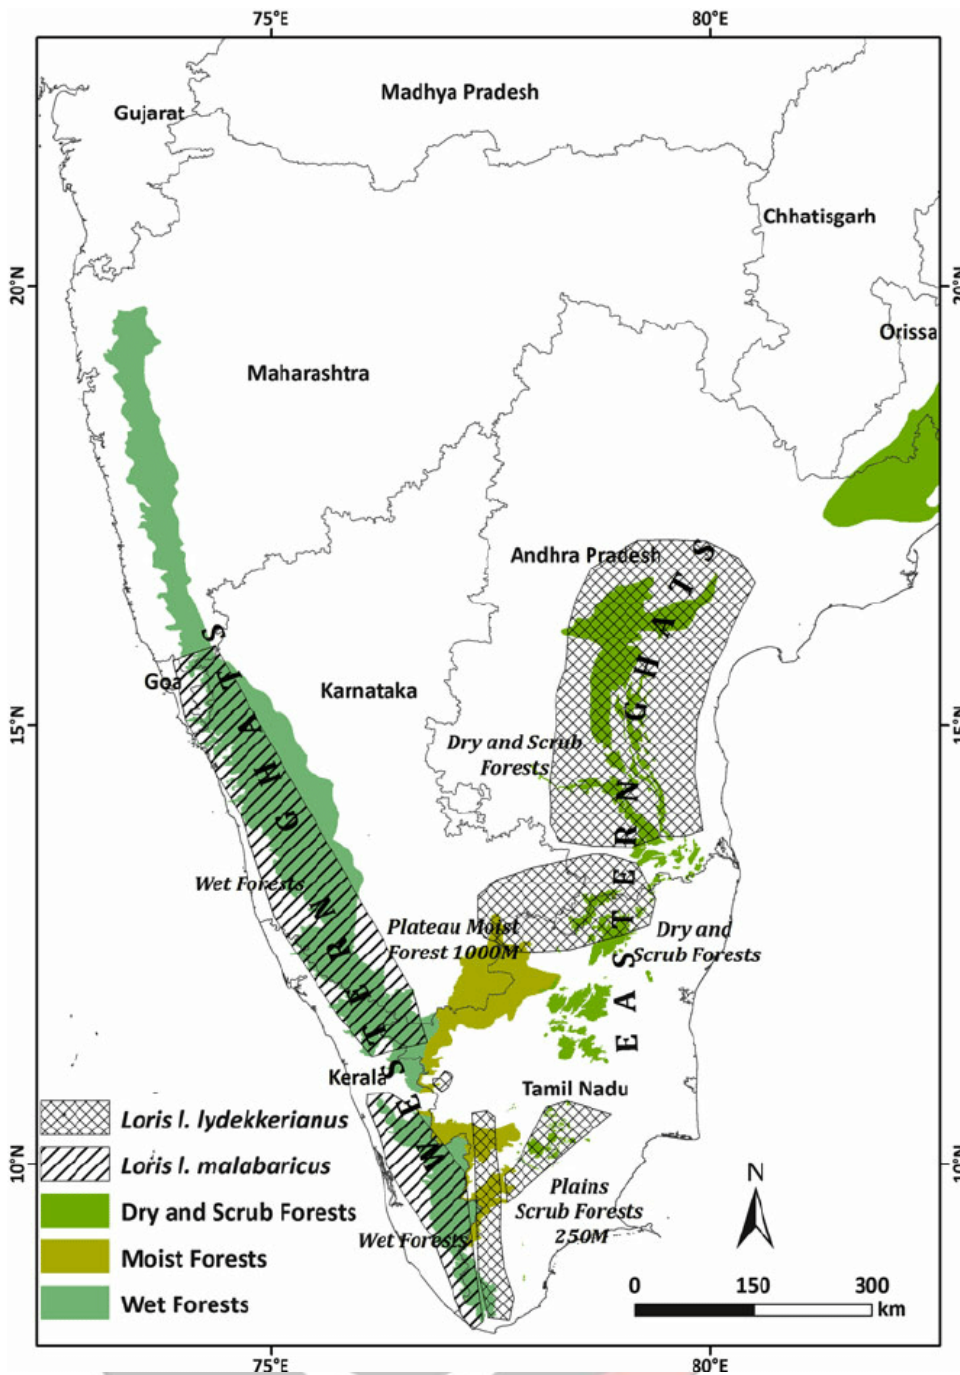 75°E
80°E
Madhya Pradesh
Gujarat
Chhatisgarh
20°N
20°N
Orissa
Maharashtra
Andhra Pradesh
Goa
Karnataka
15°N
15°N
Dry and Scrub
Forests
WESTERN GHATS
EASTERN GHATS
Wet Forests
Plateau Moist
Forest 1000M
Dry and
Scrub Forests
Kerala
Tamil Nadu
Loris l. lydekkerianus
Loris l. malabaricus
10°N
10°N
Dry and Scrub Forests
Moist Forests
Wet Forests
Wet Forests
Plains
Scrub Forests
250M
N
0 150 300
km
75°E
80°E